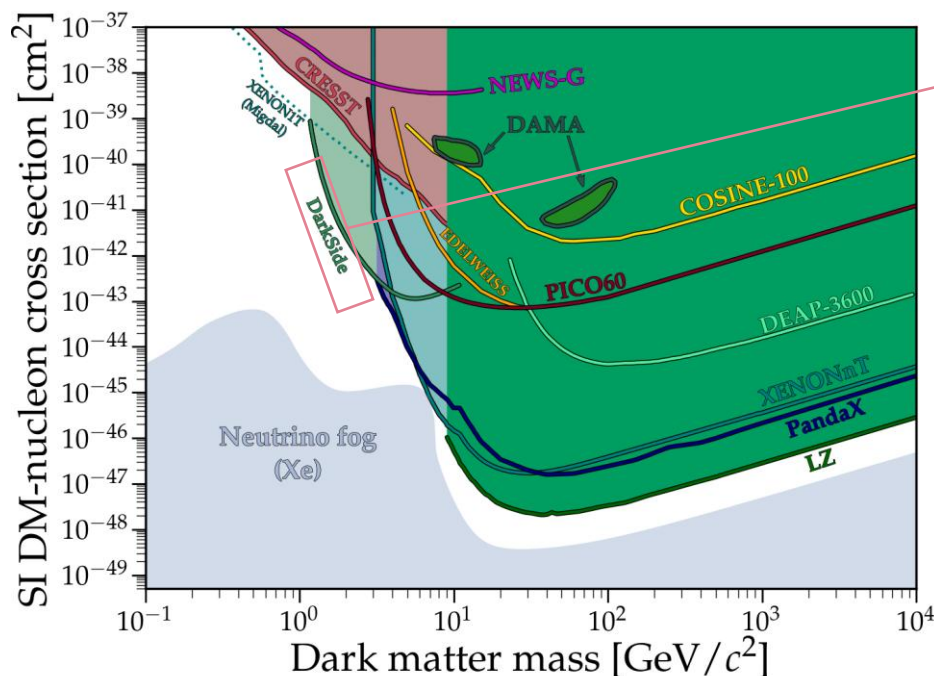 SI DM-nucleon cross section [cm²]
10⁻³⁷
10⁻³⁸
10⁻³⁹
10⁻⁴⁰
10⁻⁴¹
10⁻⁴²
10⁻⁴³
10⁻⁴⁴
10⁻⁴⁵
10⁻⁴⁶
10⁻⁴⁷
10⁻⁴⁸
10⁻⁴⁹
CRESST
NEWS-G
XENON1T
(Migdal)
DAMA
DarkSide
COSINE-100
EDELWEISS
PICO60
DEAP-3600
XENONnT
PandaX
LZ
Neutrino fog
(Xe)
10⁻¹
10⁰
10¹
10²
10³
10⁴
Dark matter mass [GeV/c²]